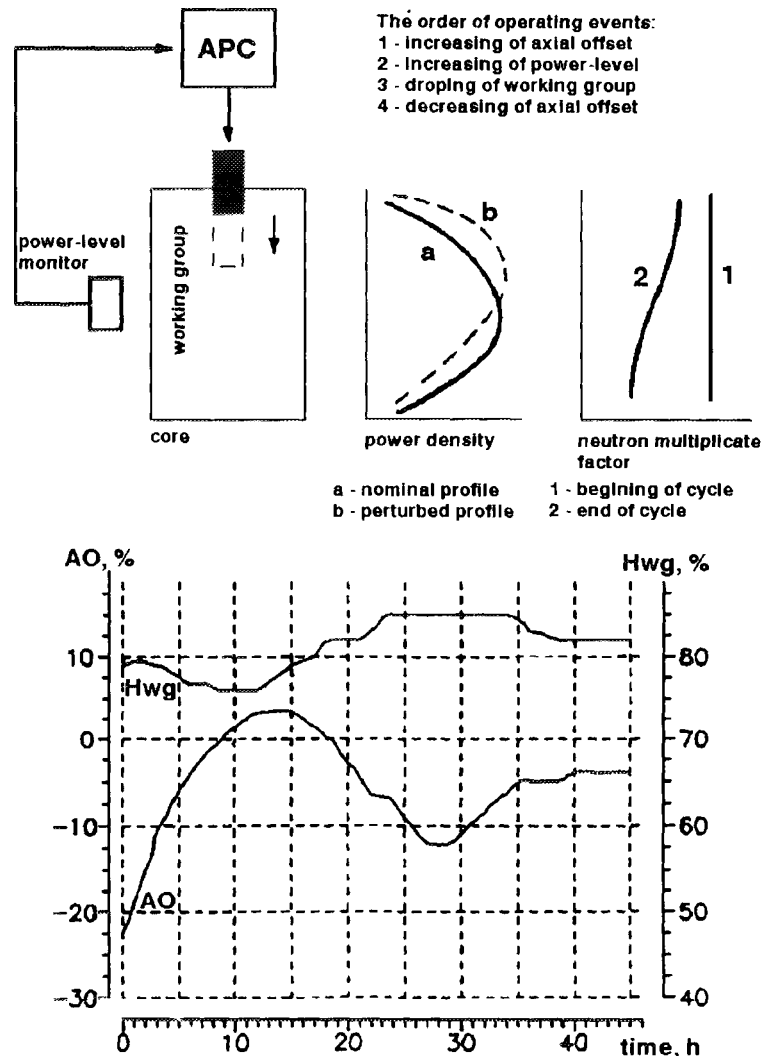 APC
The order of operating events:
1 - increasing of axial offset
2 - increasing of power-level
3 - droping of working group
4 - decreasing of axial offset
power-level
monitor
working group
core
a
b
power density
a - nominal profile
b - perturbed profile
2
1
neutron multiplicate
factor
1 - begining of cycle
2 - end of cycle
AO, %
Hwg, %
10
0
-10
-20
-30
80
70
60
50
40
Hwg
AO
0
10
20
30
40
time, h